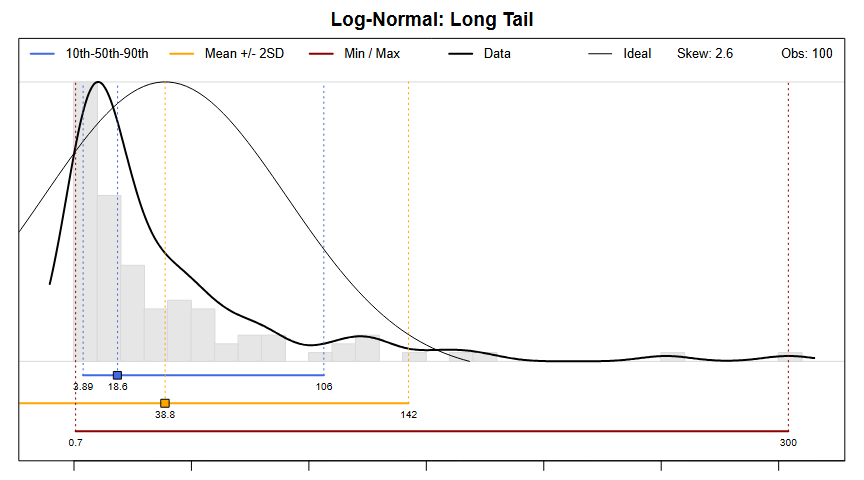 Log-Normal: Long Tail
10th-50th-90th Mean +/- 2SD Min / Max Data Ideal Skew: 2.6 Obs: 100
3.89 18.6 106
38.8 142
0.7 300